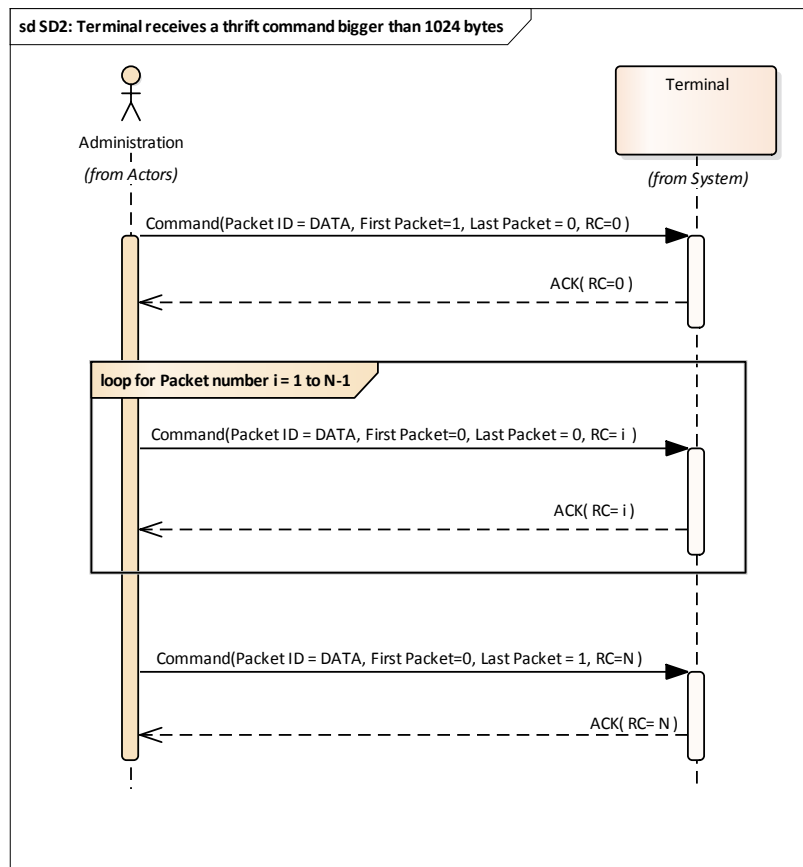 sd SD2: Terminal receives a thrift command bigger than 1024 bytes
Terminal
Administration
(from Actors)
(from System)
Command(Packet ID = DATA, First Packet=1, Last Packet = 0, RC=0 )
ACK( RC=0 )
loop for Packet number i = 1 to N-1
Command(Packet ID = DATA, First Packet=0, Last Packet = 0, RC= i )
ACK( RC= i )
Command(Packet ID = DATA, First Packet=0, Last Packet = 1, RC=N )
ACK( RC= N )